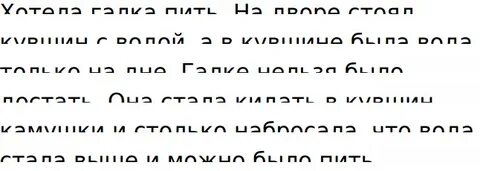 Хотела галка пить. На дворе стоял
кувшин с водой, а в кувшине была вода
только на дне. Галке нельзя было
достать. Она стала кидать в кувшин
камушки и столько набросала, что вода
стала выше и можно было пить.